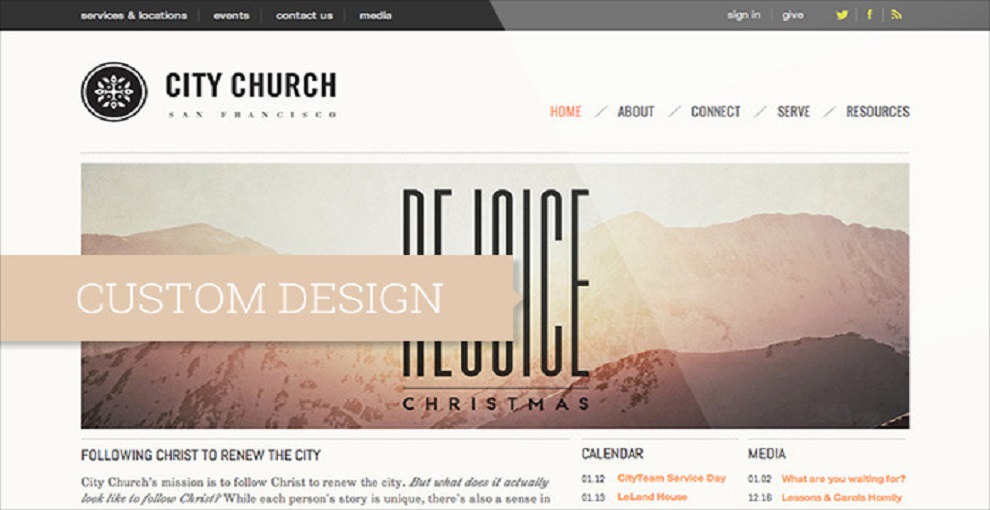 services & locations events contact us media
sign in give
CITY CHURCH
SAN FRANCISCO
HOME / ABOUT / CONNECT / SERVE / RESOURCES
REJOICE
CUSTOM DESIGN
CHRISTMAS
FOLLOWING CHRIST TO RENEW THE CITY
City Church's mission is to follow Christ to renew the city. But what does it actually
look like to follow Christ? While each person's story is unique, there's also a sense in
CALENDAR
01.12 CityTeam Service Day
01.13 LeLand House
MEDIA
01.02 What are you waiting for?
12.16 Lessons & Carols Homily